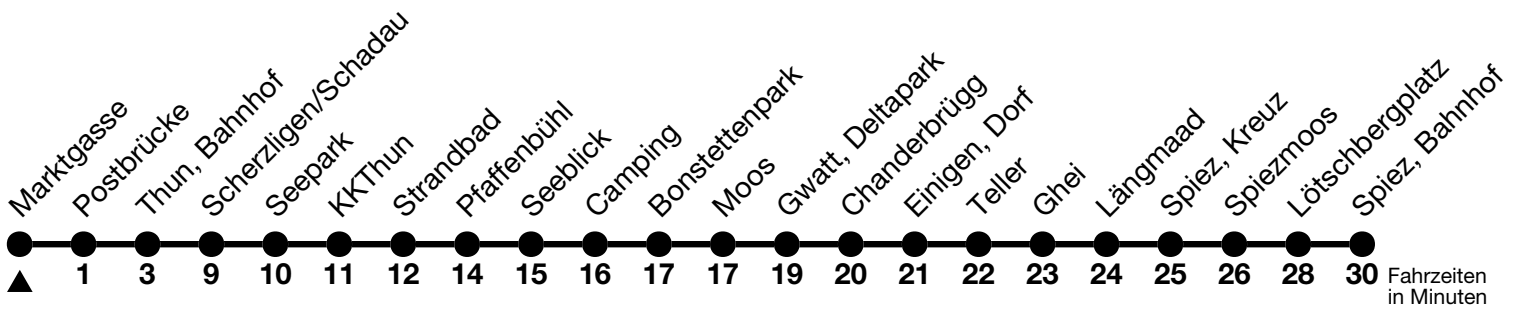 Marktgasse
Postbrücke
Thun, Bahnhof
Scherzligen/Schadau
Seepark
KKThun
Strandbad
Pfaffenbühl
Seeblick
Camping
Bonstettenpark
Moos
Gwatt, Deltapark
Chanderbrügg
Einigen, Dorf
Teller
Ghei
Längmaad
Spiez, Kreuz
Spiezmoos
Lötschbergplatz
Spiez, Bahnhof
1 3 9 10 11 12 14 15 16 17 17 19 20 21 22 23 24 25 26 28 30
Fahrzeiten
in Minuten